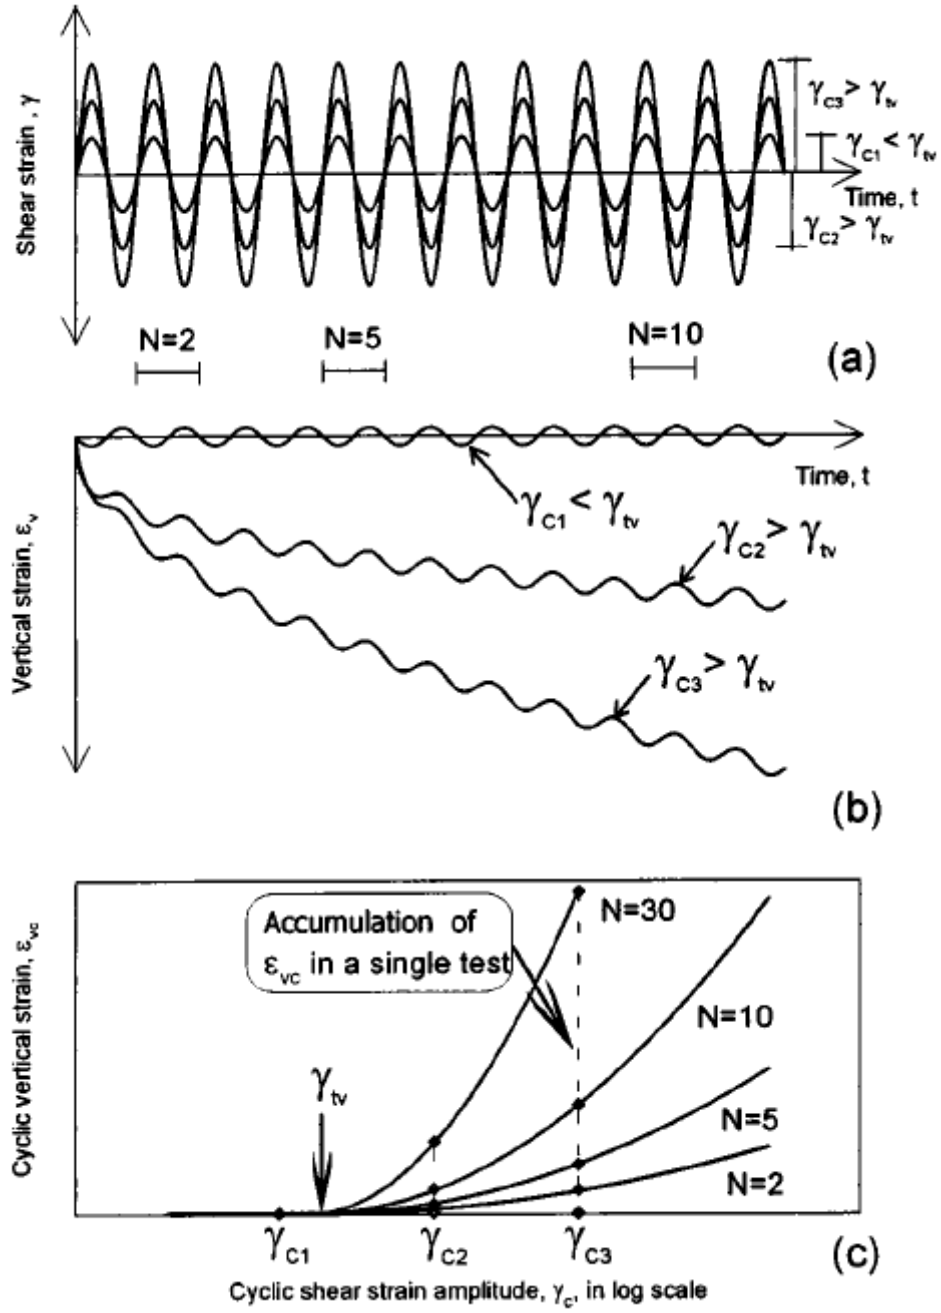 Shear strain , γ
γC3 > γtv
γC1 < γtv
Time, t
γC2 > γtv
N=2
N=5
N=10
(a)
Time, t
γC1 < γtv
γC2 > γtv
γC3 > γtv
Vertical strain, εv
(b)
Cyclic vertical strain, εvc
Accumulation of
εvc in a single test
N=30
N=10
N=5
N=2
γtv
γC1
γC2
γC3
(c)
Cyclic shear strain amplitude, γc, in log scale